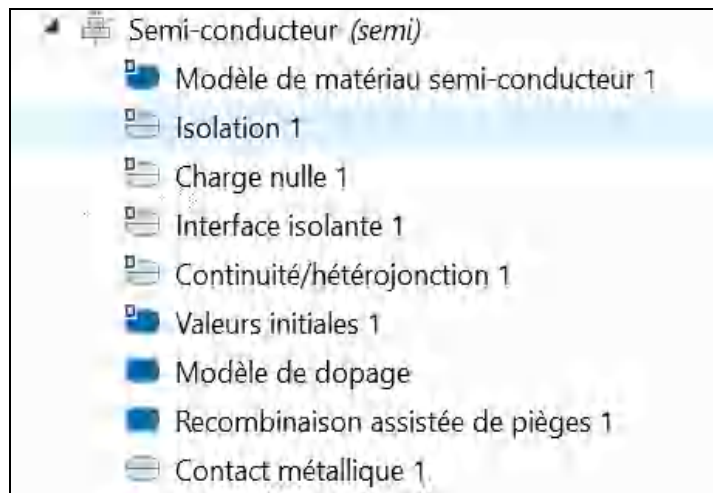 Semi-conducteur (semi)
Modèle de matériau semi-conducteur 1
Isolation 1
Charge nulle 1
Interface isolante 1
Continuité/hétérojonction 1
Valeurs initiales 1
Modèle de dopage
Recombinaison assistée de pièges 1
Contact métallique 1